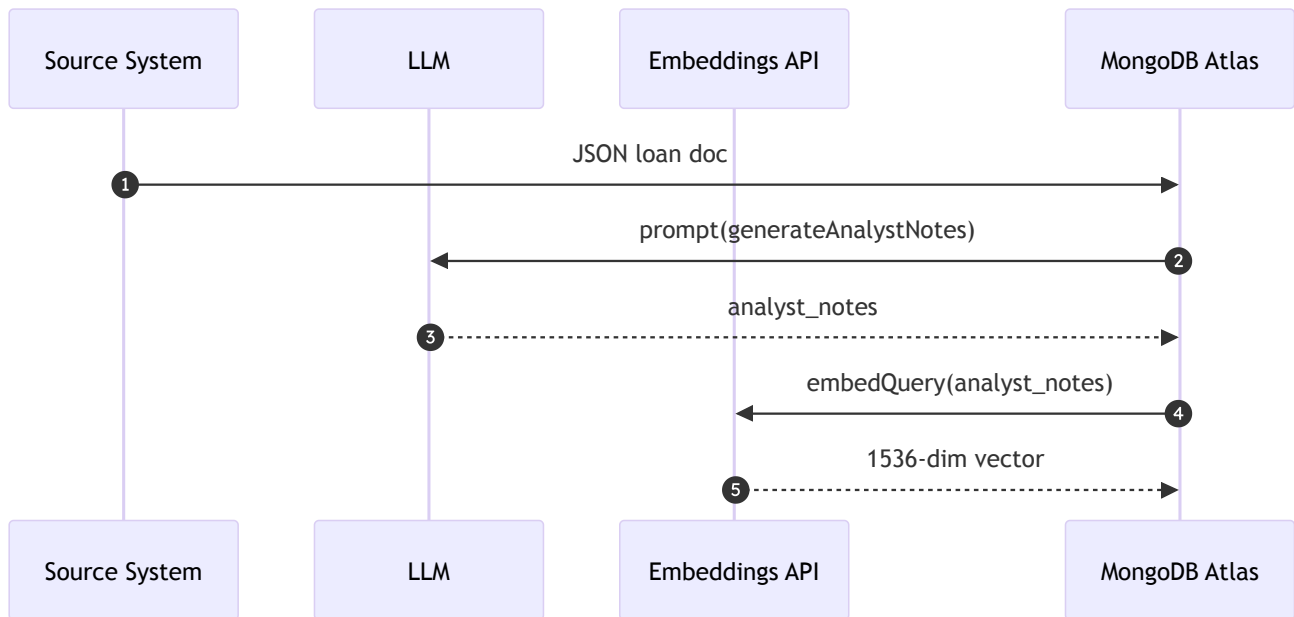 Source System
LLM
Embeddings API
MongoDB Atlas
JSON loan doc
1
prompt(generateAnalystNotes)
2
analyst_notes
3
embedQuery(analyst_notes)
4
1536-dim vector
5
Source System
LLM
Embeddings API
MongoDB Atlas